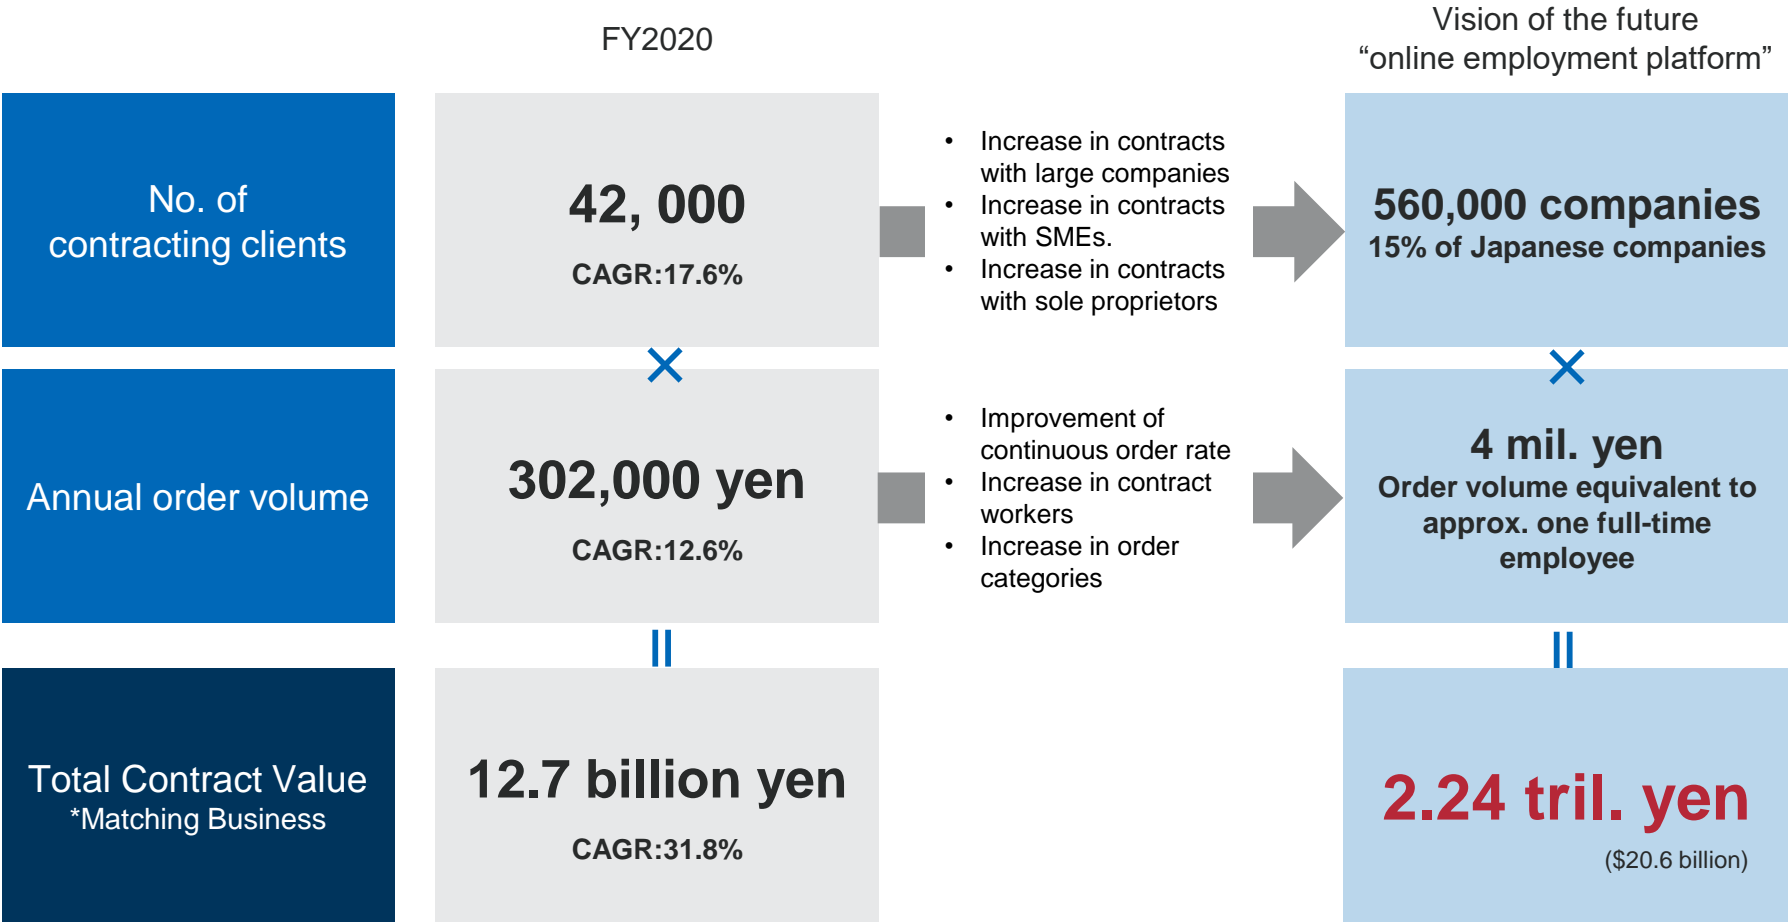 FY2020
Vision of the future
“online employment platform”
No. of
contracting clients
42, 000
CAGR:17.6%
• Increase in contracts
with large companies
• Increase in contracts
with SMEs.
• Increase in contracts
with sole proprietors
560,000 companies
15% of Japanese companies
×
×
Annual order volume
302,000 yen
CAGR:12.6%
• Improvement of
continuous order rate
• Increase in contract
workers
• Increase in order
categories
4 mil. yen
Order volume equivalent to
approx. one full-time
employee
=
=
Total Contract Value
*Matching Business
12.7 billion yen
CAGR:31.8%
2.24 tril. yen
($20.6 billion)